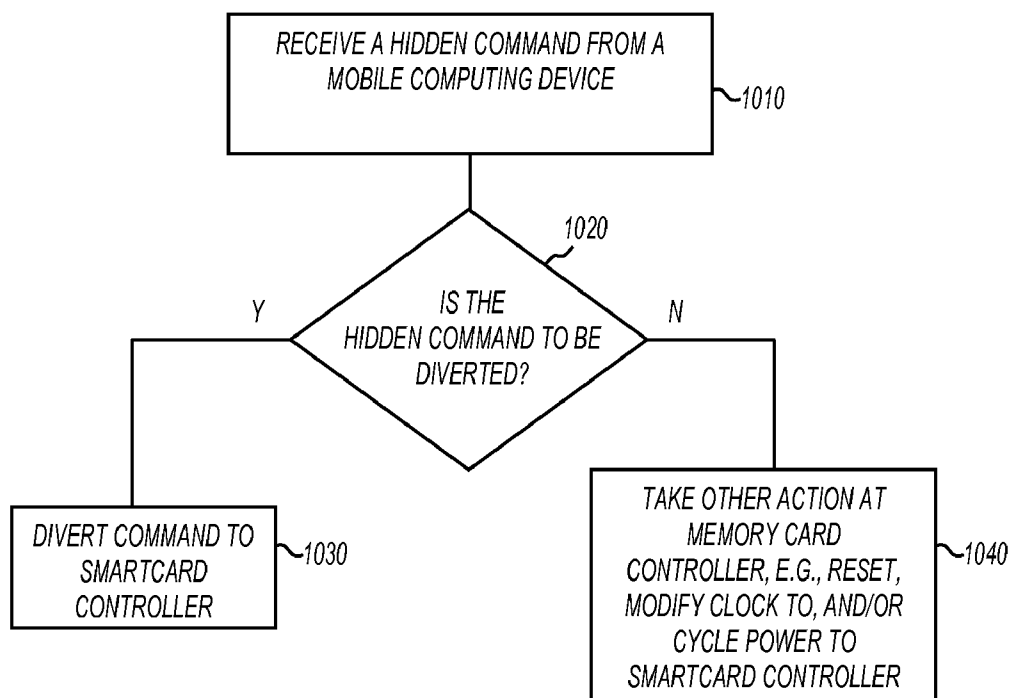 RECEIVE A HIDDEN COMMAND FROM A
MOBILE COMPUTING DEVICE
1010
1020
IS THE
HIDDEN COMMAND TO BE
DIVERTED?
Y
N
DIVERT COMMAND TO
SMARTCARD
CONTROLLER
1030
TAKE OTHER ACTION AT
MEMORY CARD
CONTROLLER, E.G., RESET,
MODIFY CLOCK TO, AND/OR
CYCLE POWER TO
SMARTCARD CONTROLLER
1040